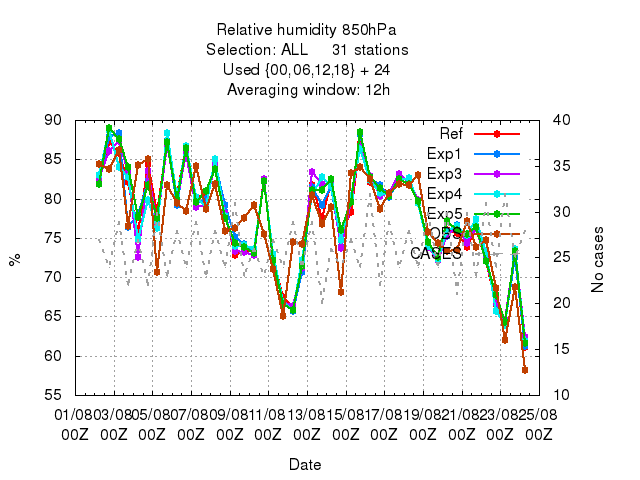 Relative humidity 850hPa
Selection: ALL 31 stations
Used {00,06,12,18} + 24
Averaging window: 12h
90 40
Ref
85 Exp1 35
Exp3
80 Exp4 30
Exp5
75 OBS
CASES 25
70
20
65
60 15
55 10
% No cases
01/08 03/08 05/08 07/08 09/08 11/08 13/08 15/08 17/08 19/08 21/08 23/08 25/08
00Z 00Z 00Z 00Z 00Z 00Z 00Z 00Z 00Z 00Z 00Z 00Z 00Z
Date